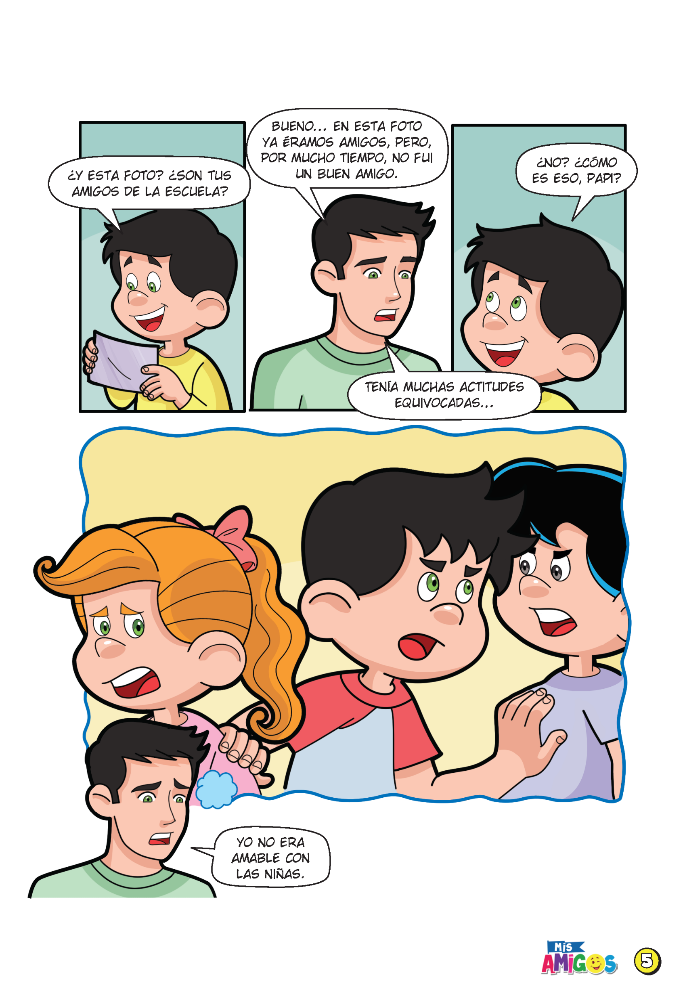 ¿Y ESTA FOTO? ¿SON TUS
AMIGOS DE LA ESCUELA?
BUENO... EN ESTA FOTO
YA ÉRAMOS AMIGOS, PERO,
POR MUCHO TIEMPO, NO FUI
UN BUEN AMIGO.
¿NO? ¿CÓMO
ES ESO, PAPI?
TENÍA MUCHAS ACTITUDES
EQUIVOCADAS...
YO NO ERA
AMABLE CON
LAS NIÑAS.
MiS
AMiGOS
5